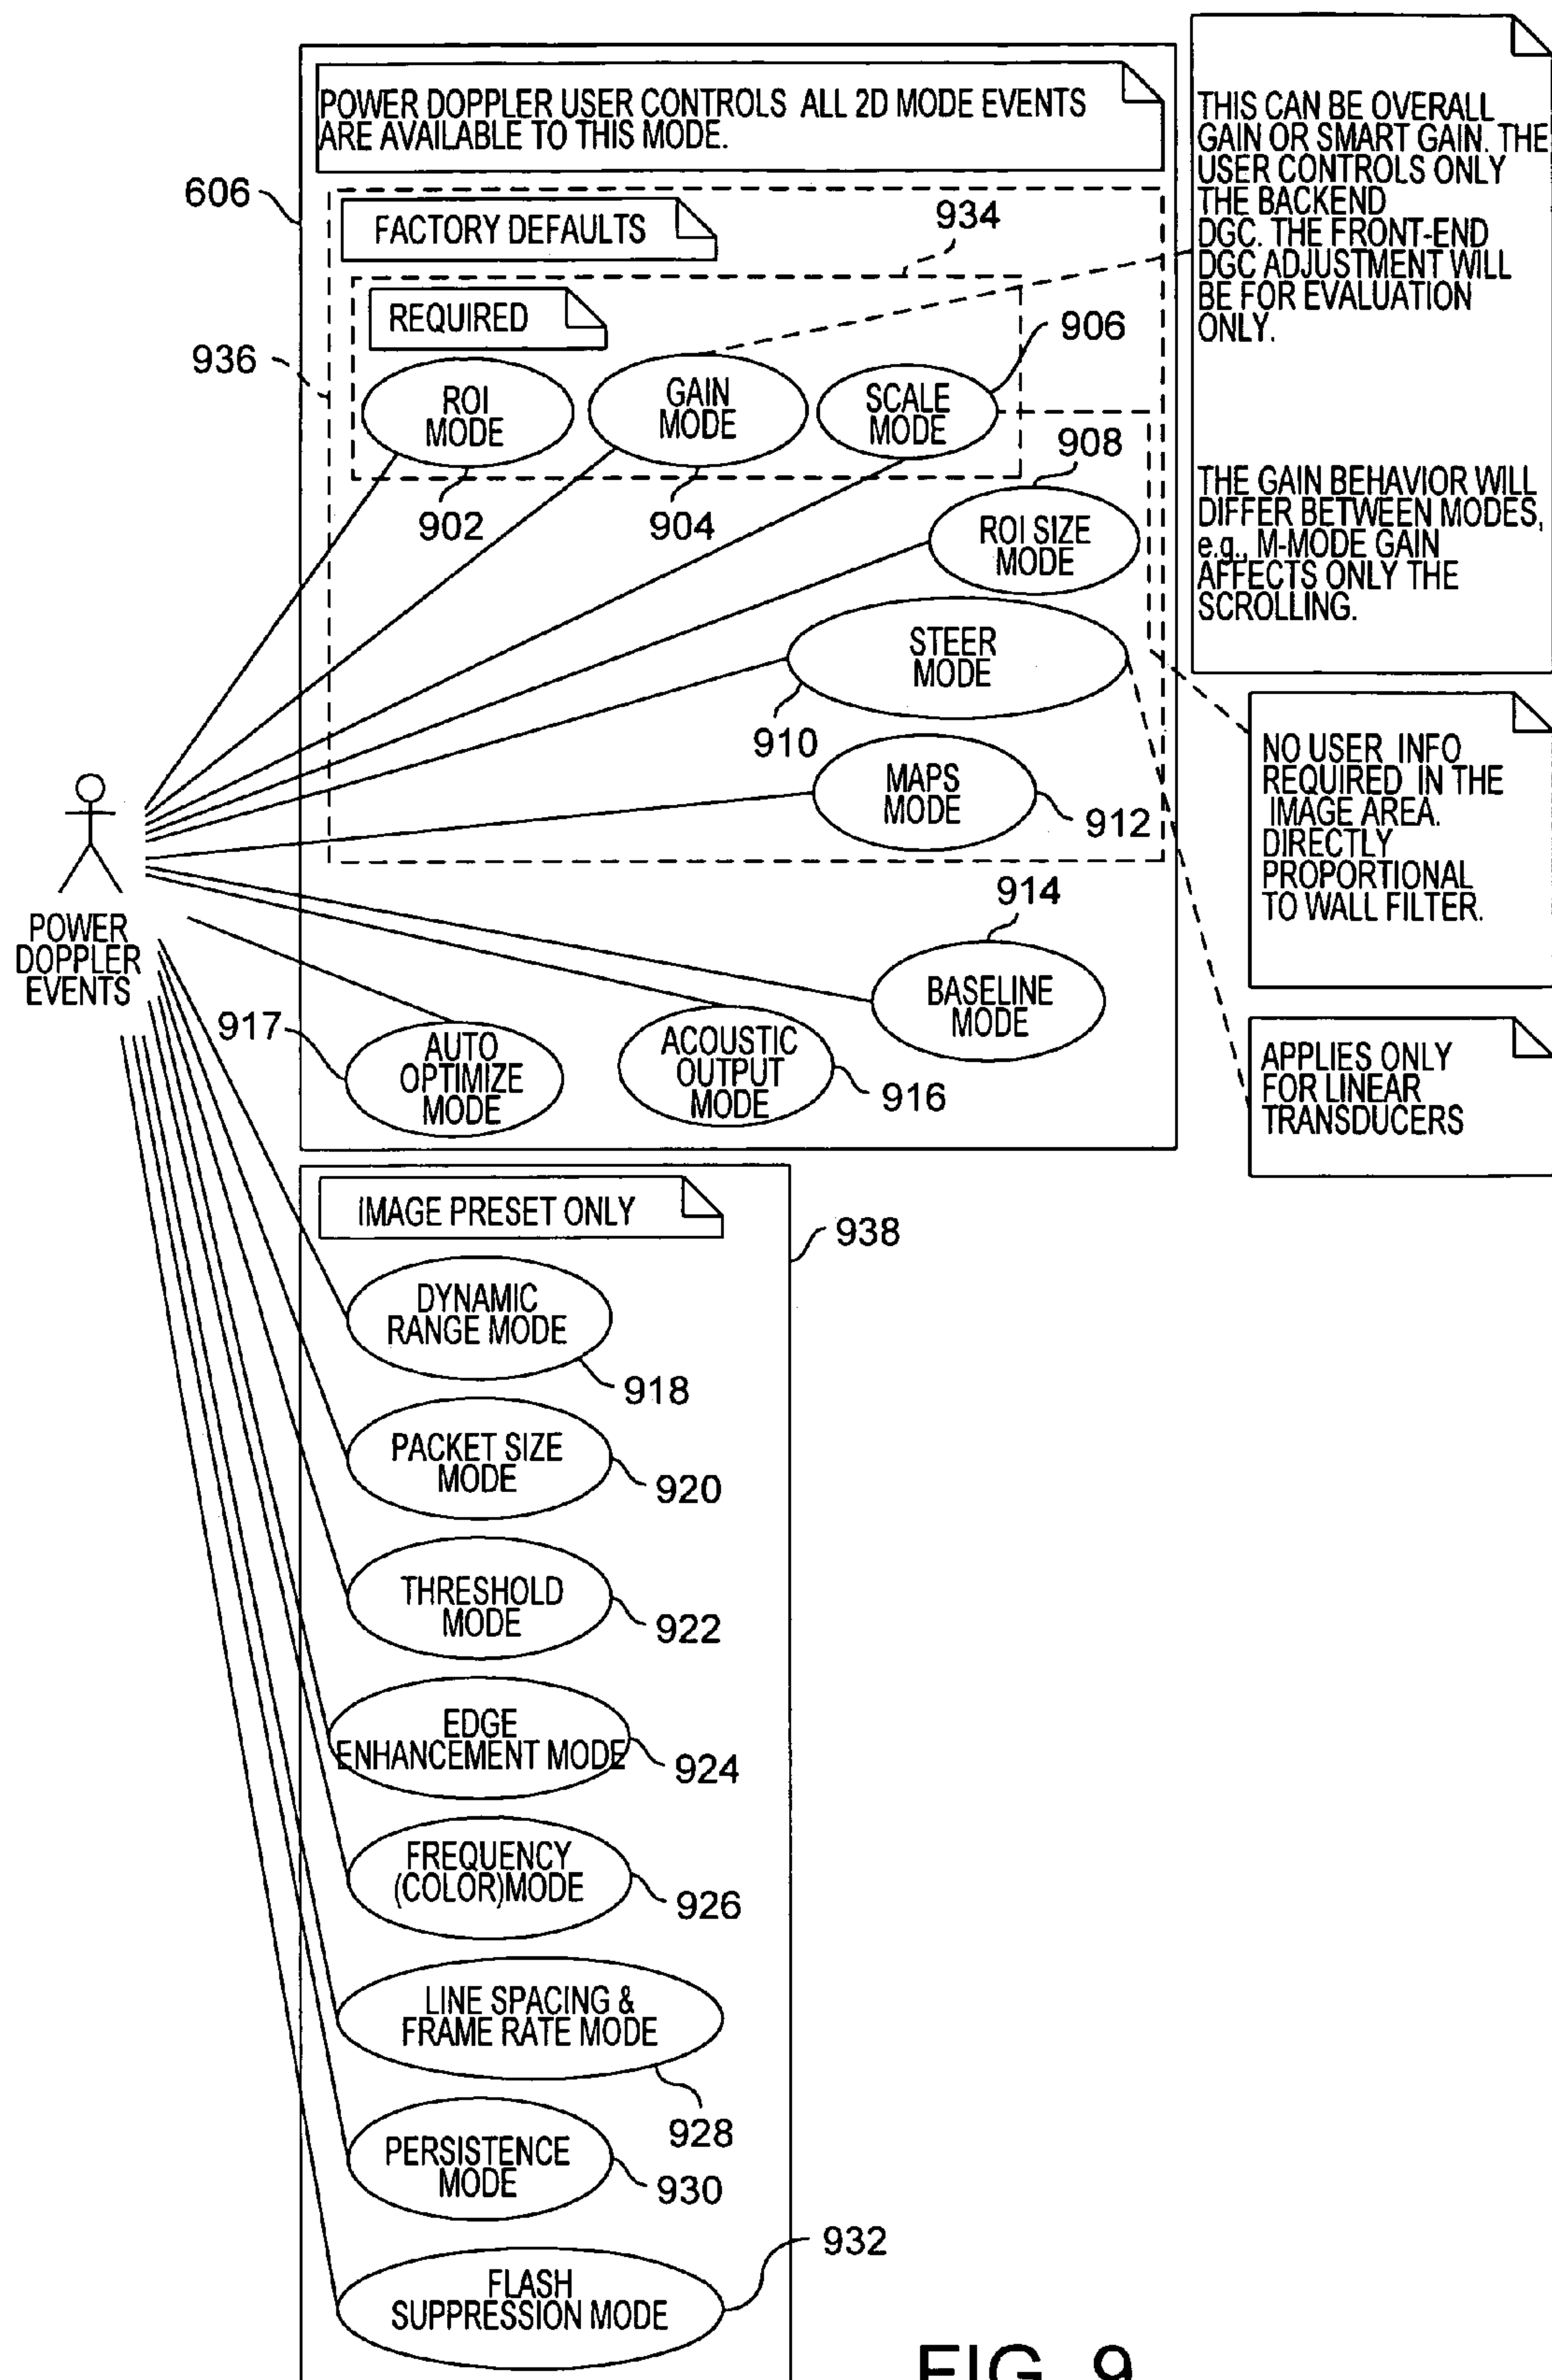 POWER DOPPLER USER CONTROLS ALL 2D MODE EVENTS
ARE AVAILABLE TO THIS MODE.
606
FACTORY DEFAULTS
934
REQUIRED
906
936
ROI
MODE
GAIN
MODE
SCALE
MODE
902
904
908
ROI SIZE
MODE
STEER
MODE
910
MAPS
MODE
912
914
BASELINE
MODE
917
AUTO
OPTIMIZE
MODE
ACOUSTIC
OUTPUT
MODE
916
POWER
DOPPLER
EVENTS
THIS CAN BE OVERALL
GAIN OR SMART GAIN. THE
USER CONTROLS ONLY
THE BACKEND
DGC. THE FRONT-END
DGC ADJUSTMENT WILL
BE FOR EVALUATION
ONLY.
THE GAIN BEHAVIOR WILL
DIFFER BETWEEN MODES,
e.g., M-MODE GAIN
AFFECTS ONLY THE
SCROLLING.
NO USER INFO
REQUIRED IN THE
IMAGE AREA.
DIRECTLY
PROPORTIONAL
TO WALL FILTER.
APPLIES ONLY
FOR LINEAR
TRANSDUCERS
IMAGE PRESET ONLY
938
DYNAMIC
RANGE MODE
918
PACKET SIZE
MODE
920
THRESHOLD
MODE
922
EDGE
ENHANCEMENT MODE
924
FREQUENCY
(COLOR)MODE
926
LINE SPACING &
FRAME RATE MODE
928
PERSISTENCE
MODE
930
932
FLASH
SUPPRESSION MODE
FIG. 9